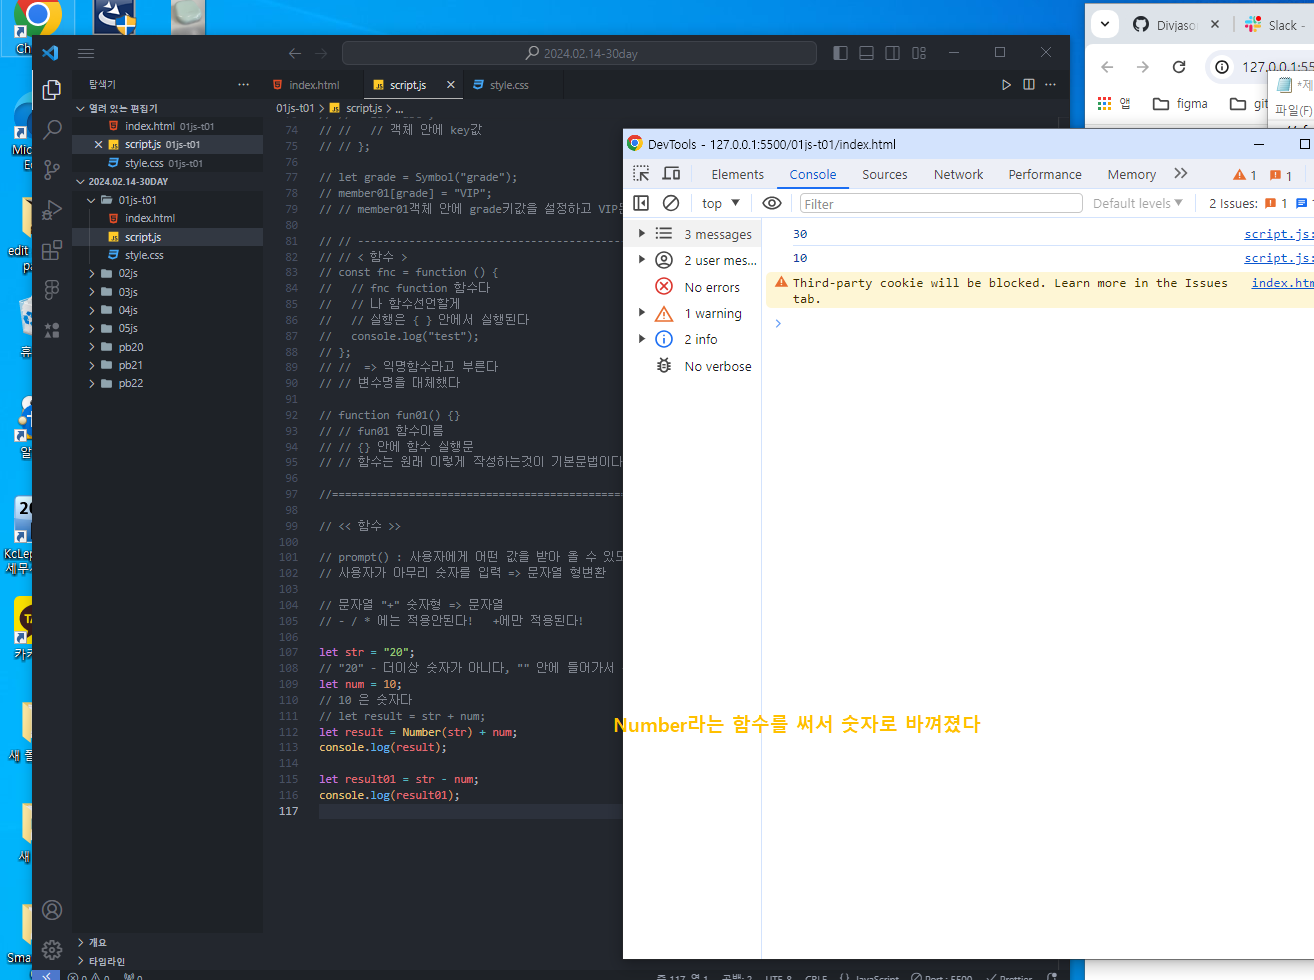 2024.02.14-30day
탐색기
열려 있는 편집기
index.html 01js-t01
script.js 01js-t01
style.css 01js-t01
2024.02.14-30DAY
01js-t01
index.html
script.js
style.css
02js
03js
04js
05js
pb20
pb21
pb22
개요
타임라인
index.html
script.js
style.css
01js-t01 > script.js > ...
74 // // // 객체 안에 key값
75 // // };
76
77 // let grade = Symbol("grade");
78 // member01[grade] = "VIP";
79 // // member01객체 안에 grade키값을 설정하고 VIP
80
81 // // -----------------------------------------
82 // // < 함수 >
83 // const fnc = function () {
84 // // fnc function 함수다
85 // // 나 함수선언할게
86 // // 실행은 { } 안에서 실행된다
87 // console.log("test");
88 // };
89 // // => 익명함수라고 부른다
90 // // 변수명을 대체했다
91
92 // function fun01() {}
93 // // fun01 함수이름
94 // // {} 안에 함수 실행문
95 // // 함수는 원래 이렇게 작성하는것이 기본문법이다
96
97 //=============================================
98
99 // << 함수 >>
100
101 // prompt() : 사용자에게 어떤 값을 받아 올 수 있도
102 // 사용자가 아무리 숫자를 입력 => 문자열 형변환
103
104 // 문자열 "+" 숫자형 => 문자열
105 // - / * 에는 적용안된다! +에만 적용된다!
106
107 let str = "20";
108 // "20" - 더이상 숫자가 아니다, "" 안에 들어가서
109 let num = 10;
110 // 10 은 숫자다
111 // let result = str + num;
112 let result = Number(str) + num;
113 console.log(result);
114
115 let result01 = str - num;
116 console.log(result01);
117
Number라는 함수를 써서 숫자로 바껴졌다
DevTools - 127.0.0.1:5500/01js-t01/index.html
Elements Console Sources Network Performance Memory 1 1
top Filter Default levels 2 Issues: 1
3 messages
2 user mes...
No errors
1 warning
2 info
No verbose
30 script.js:
10 script.js:
Third-party cookie will be blocked. Learn more in the Issues tab. index.htm
Divjaso
Slack -
127.0.0.1:55
앱 figma git
파일(F)